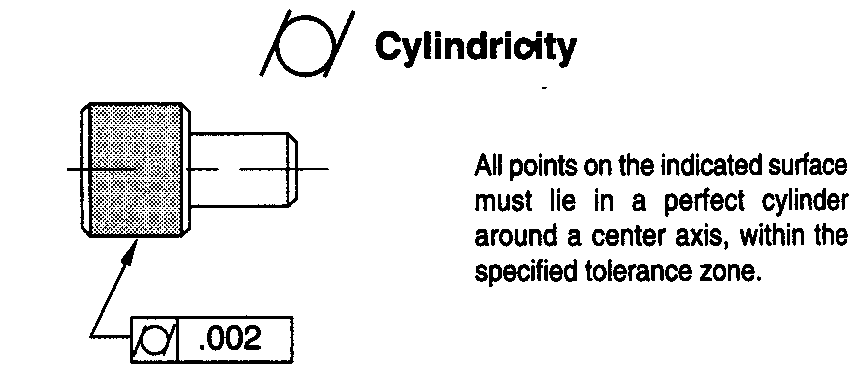 Cylindricity
All points on the indicated surface
must lie in a perfect cylinder
around a center axis, within the
specified tolerance zone.
.002